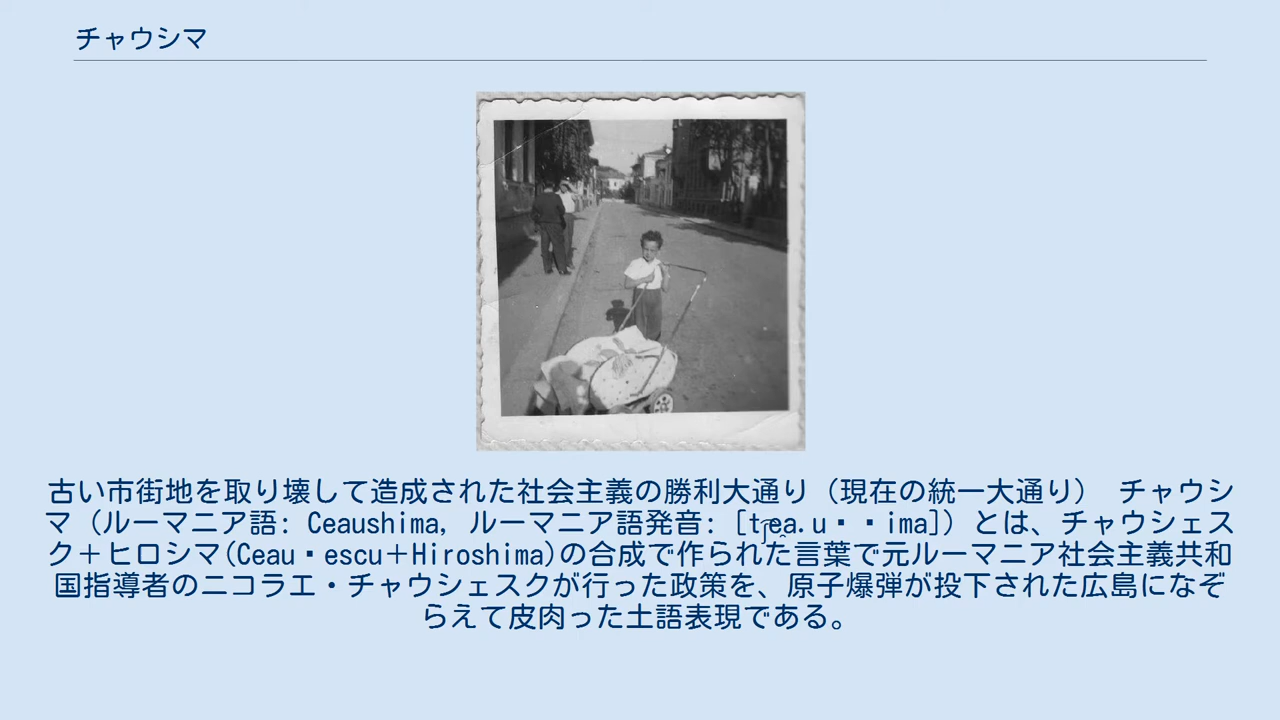 チャウシマ
古い市街地を取り壊して造成された社会主義の勝利大通り（現在の統一大通り） チャウシ
マ（ルーマニア語: Ceaushima, ルーマニア語発音: [t͡ʃe̯a.u▪▪ima]）とは、チャウシェス
ク＋ヒロシマ(Ceau▪escu＋Hiroshima)の合成で作られた言葉で元ルーマニア社会主義共和
国指導者のニコラエ・チャウシェスクが行った政策を、原子爆弾が投下された広島になぞ
らえて皮肉った土語表現である。